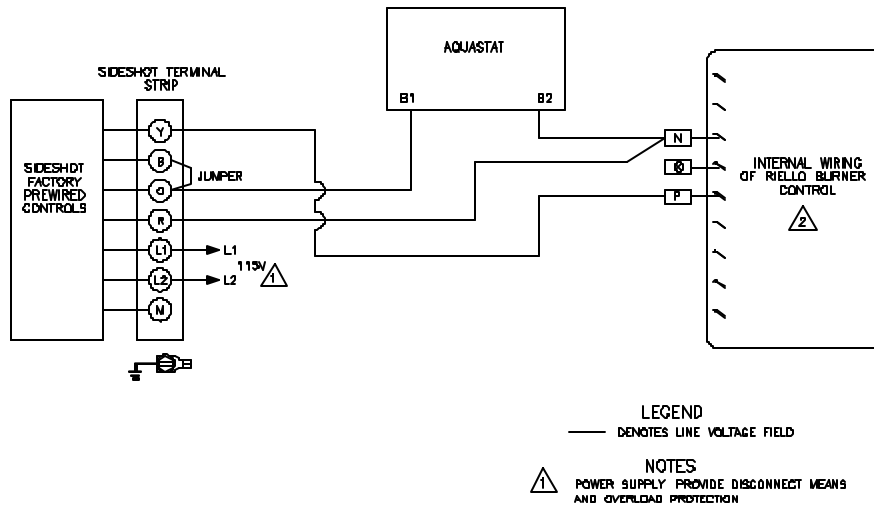 AQUASTAT
B1 B2
SIDESHOT TERMINAL
STRIP
SIDESHOT
FACTORY
PREWIRED
CONTROLS
Y
B
G
JUMPER
R
L1 L1
115V 1
L2 L2
N
N
P
INTERNAL WIRING
OF RIELLO BURNER
CONTROL
2
LEGEND
DENOTES LINE VOLTAGE FIELD
NOTES
1 POWER SUPPLY PROVIDE DISCONNECT MEANS
AND OVERLOAD PROTECTION